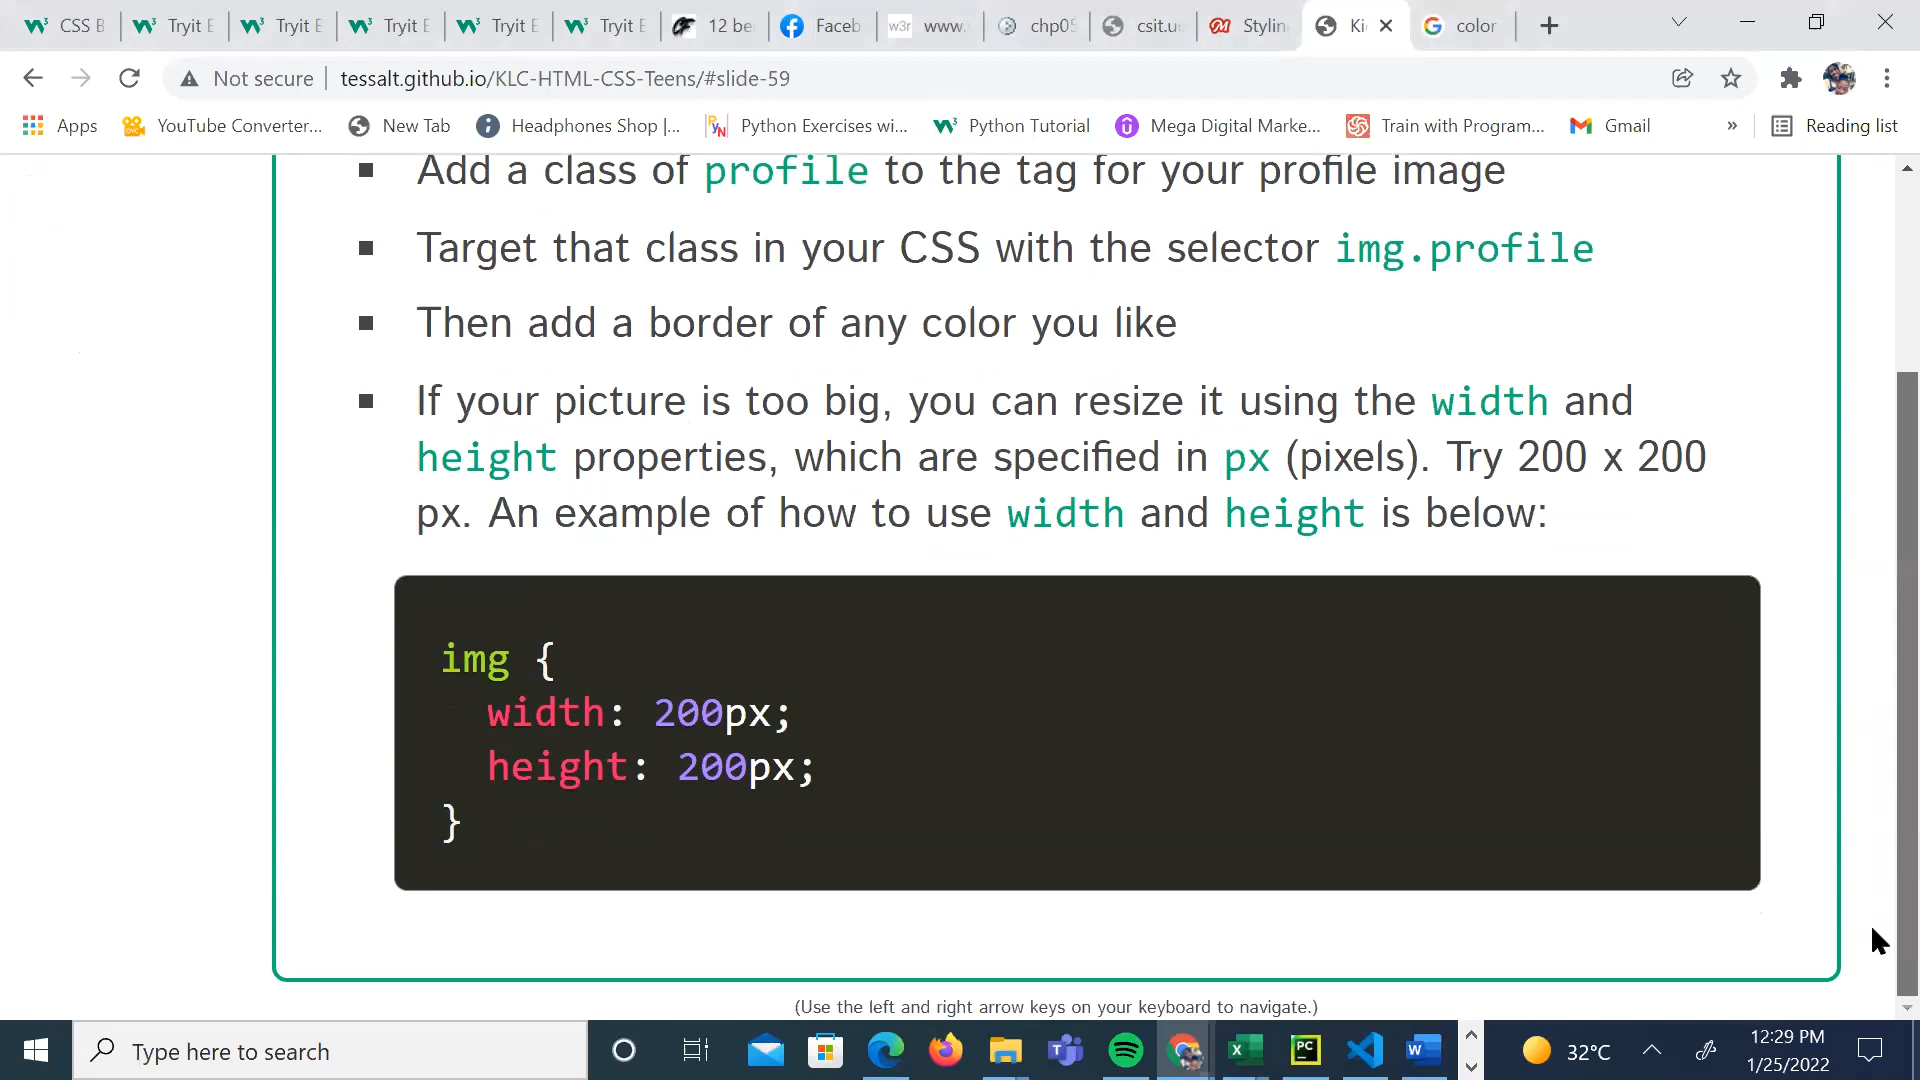 CSS B
Tryit E
Tryit E
Tryit E
Tryit E
Tryit E
12 be
Faceb
w3r
www.
chp05
csit.u
Stylin
Ki
color
Not secure
tessalt.github.io/KLC-HTML-CSS-Teens/#slide-59
Apps
YouTube Converter...
New Tab
Headphones Shop |...
Python Exercises wi...
Python Tutorial
Mega Digital Marke...
Train with Program...
Gmail
»
Reading list
Add a class of profile to the tag for your profile image
Target that class in your CSS with the selector img.profile
Then add a border of any color you like
If your picture is too big, you can resize it using the width and
height properties, which are specified in px (pixels). Try 200 x 200
px. An example of how to use width and height is below:
img {
width: 200px;
height: 200px;
}
(Use the left and right arrow keys on your keyboard to navigate.)
Type here to search
32°C
12:29 PM
1/25/2022